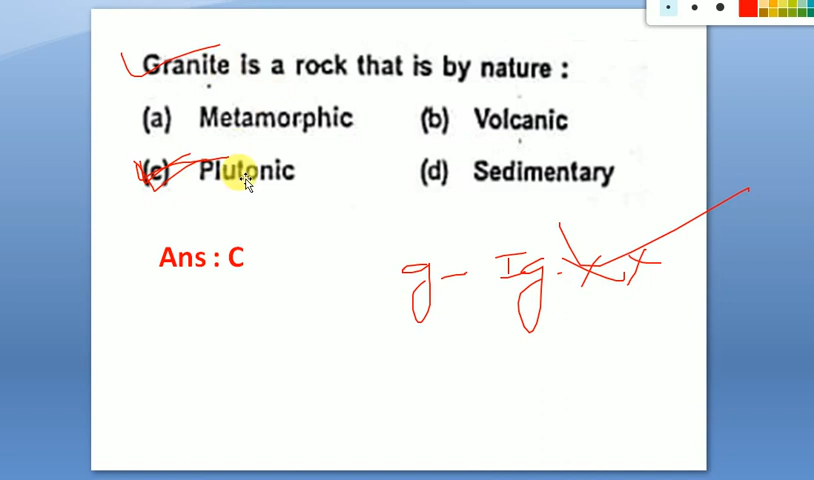 Granite is a rock that is by nature :
(a) Metamorphic (b) Volcanic
(c) Plutonic (d) Sedimentary
Ans : C
g - Ig.